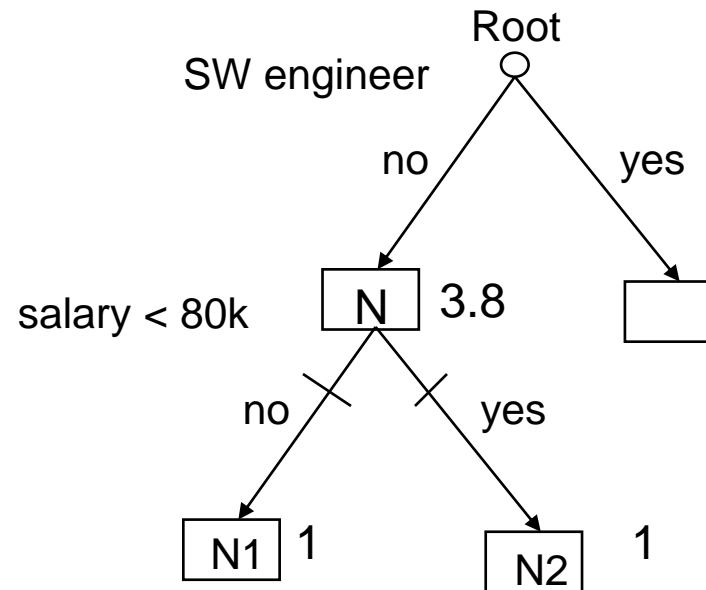 Root
SW engineer
no
yes
N
3.8
salary < 80k
no
yes
N1
1
N2
1